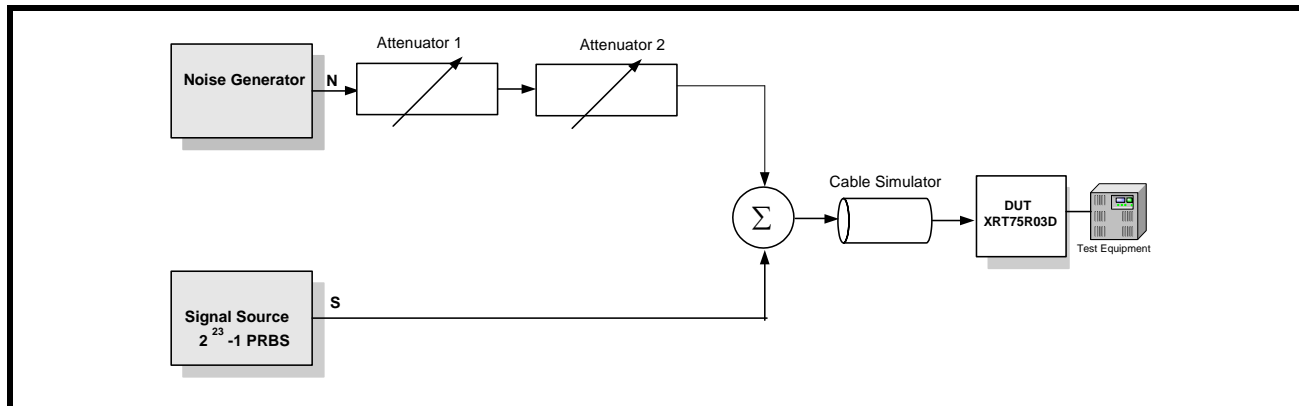 Attenuator 1
Attenuator 2
Noise Generator
N
Cable Simulator
Σ
DUT
XRT75R03D
Test Equipment
S
Signal Source
2 23 -1 PRBS